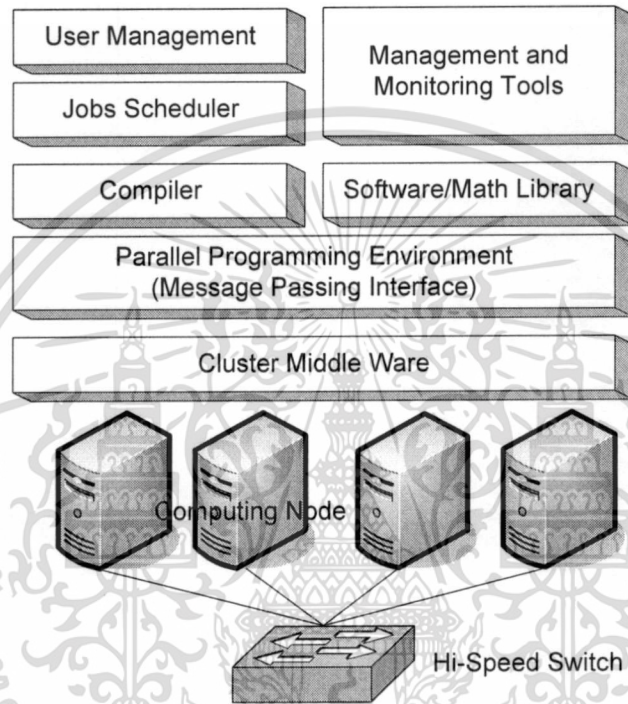 User Management
Management and
Monitoring Tools
Jobs Scheduler
Compiler
Software/Math Library
Parallel Programming Environment
(Message Passing Interface)
Cluster Middle Ware
Computing Node
Hi-Speed Switch